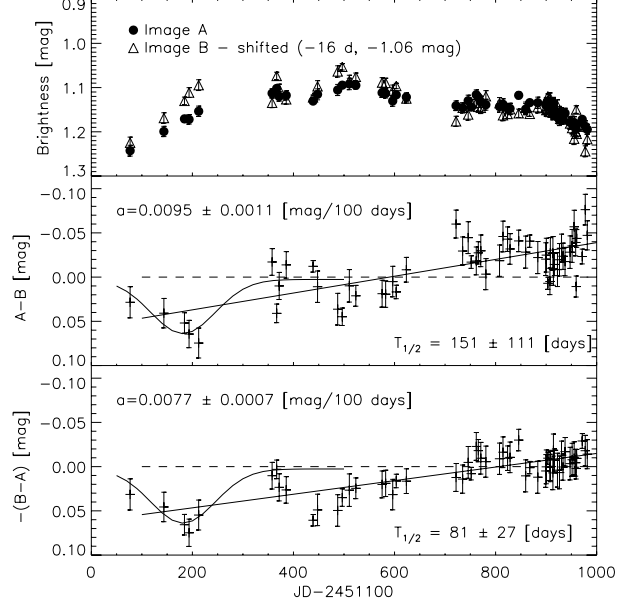 0.9
1.0
1.1
1.2
1.3
Brightness [mag]
Image A
Image B – shifted (−16 d, −1.06 mag)
−0.10
−0.05
0.00
0.05
0.10
A−B [mag]
a=0.0095 ± 0.0011 [mag/100 days]
T1/2 = 151 ± 111 [days]
−0.10
−0.05
0.00
0.05
0.10
−(B−A) [mag]
a=0.0077 ± 0.0007 [mag/100 days]
T1/2 = 81 ± 27 [days]
0 200 400 600 800 1000
JD−2451100